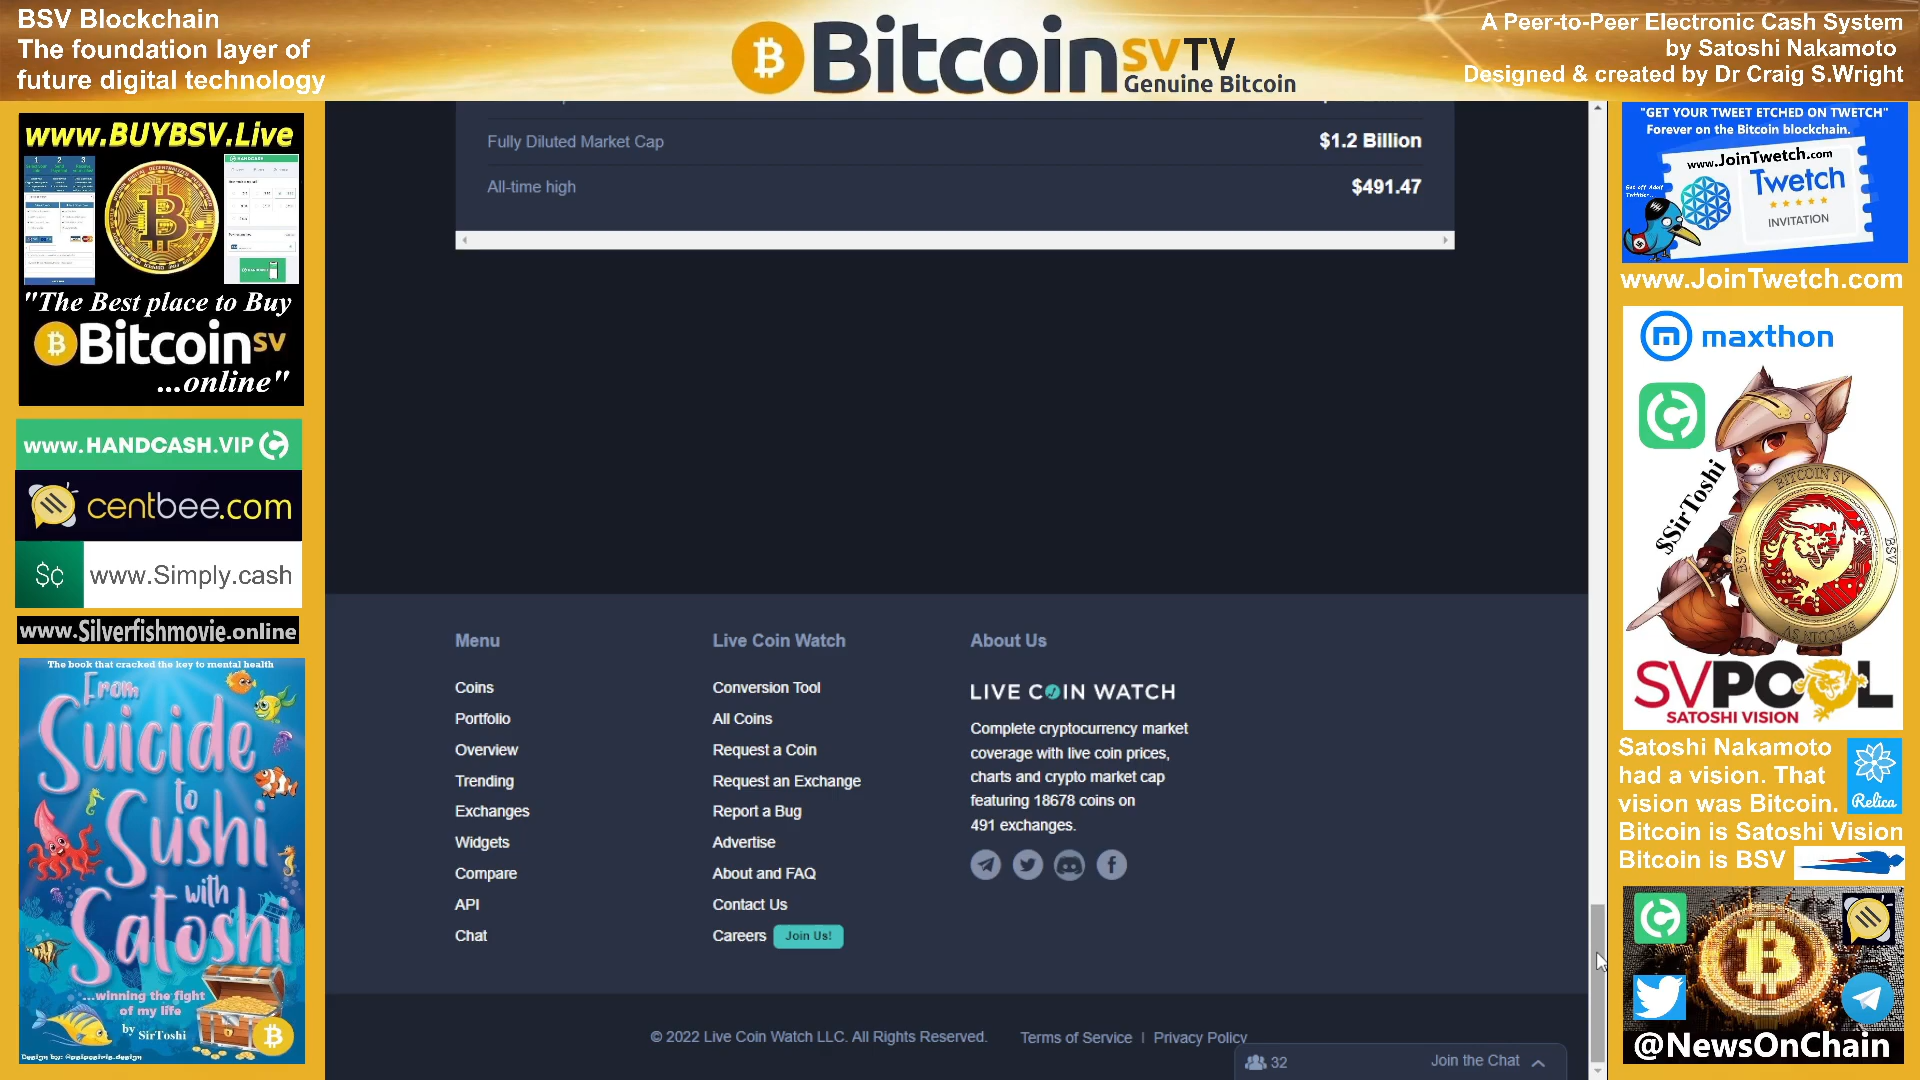 BSV Blockchain
The foundation layer of
future digital technology
Bitcoin SV TV
Genuine Bitcoin
A Peer-to-Peer Electronic Cash System
by Satoshi Nakamoto
Designed & created by Dr Craig S.Wright
www.BUYBSV.Live
"The Best place to Buy
Bitcoin SV
...online"
www.HANDCASH.VIP
centbee.com
$¢ www.Simply.cash
www.Silverfishmovie.online
The book that cracked the key to mental health
From
Suicide
to
Sushi
with
Satoshi
...winning the fight
of my life
by SirToshi
Fully Diluted Market Cap $1.2 Billion
All-time high $491.47
Menu
Coins
Portfolio
Overview
Trending
Exchanges
Widgets
Compare
API
Chat
Live Coin Watch
Conversion Tool
All Coins
Request a Coin
Request an Exchange
Report a Bug
Advertise
About and FAQ
Contact Us
Careers Join Us!
About Us
LIVE COIN WATCH
Complete cryptocurrency market
coverage with live coin prices,
charts and crypto market cap
featuring 18678 coins on
491 exchanges.
© 2022 Live Coin Watch LLC. All Rights Reserved. Terms of Service | Privacy Policy
32 Join the Chat
"GET YOUR TWEET ETCHED ON TWETCH"
Forever on the Bitcoin blockchain.
www.JoinTwetch.com
Twetch
INVITATION
www.JoinTwetch.com
maxthon
$SirToshi
BITCOIN SV
BSV
SVPOOL
SATOSHI VISION
Satoshi Nakamoto
had a vision. That
vision was Bitcoin.
Relica
Bitcoin is Satoshi Vision
Bitcoin is BSV
@NewsOnChain